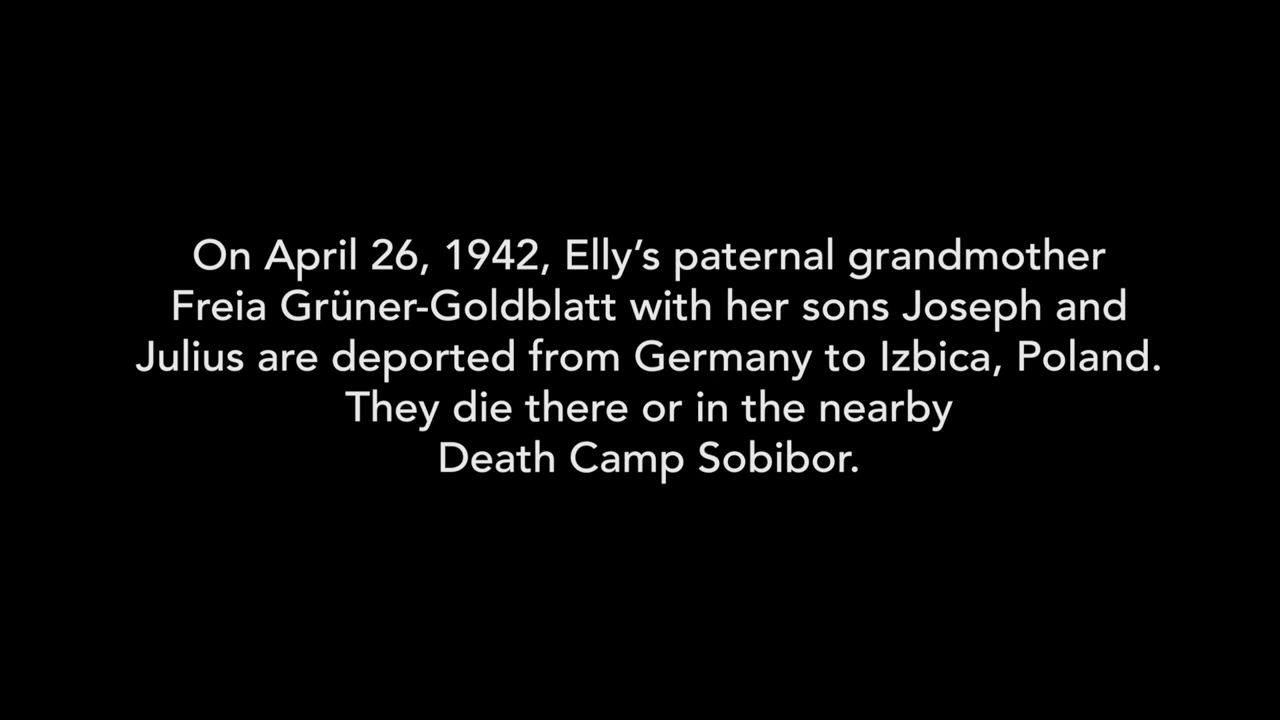 On April 26, 1942, Elly’s paternal grandmother
Freia Grüner-Goldblatt with her sons Joseph and
Julius are deported from Germany to Izbica, Poland.
They die there or in the nearby
Death Camp Sobibor.